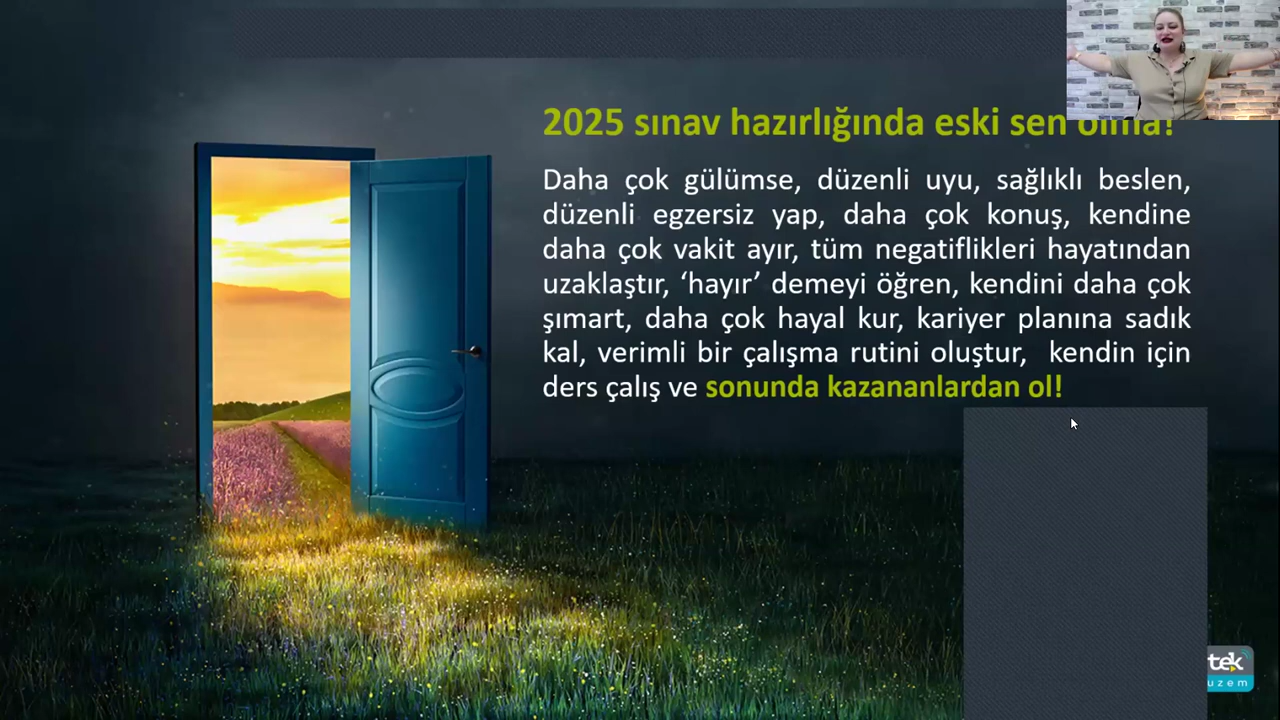 2025 sınav hazırlığında eski sen olma!
Daha çok gülümse, düzenli uyu, sağlıklı beslen,
düzenli egzersiz yap, daha çok konuş, kendine
daha çok vakit ayır, tüm negatiflikleri hayatından
uzaklaştır, ‘hayır’ demeyi öğren, kendini daha çok
şımart, daha çok hayal kur, kariyer planına sadık
kal, verimli bir çalışma rutini oluştur, kendin için
ders çalış ve sonunda kazananlardan ol!
tek
uzem